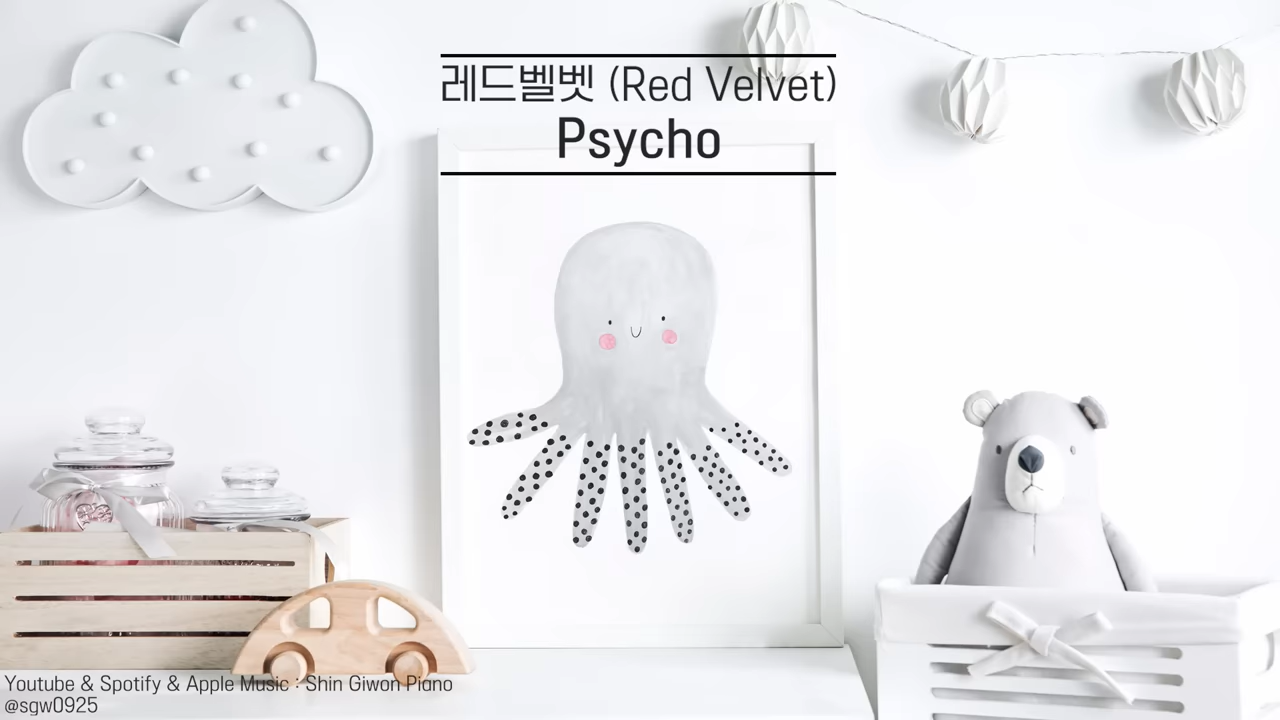 레드벨벳 (Red Velvet)
Psycho
Youtube & Spotify & Apple Music : Shin Giwon Piano
@sgw0925